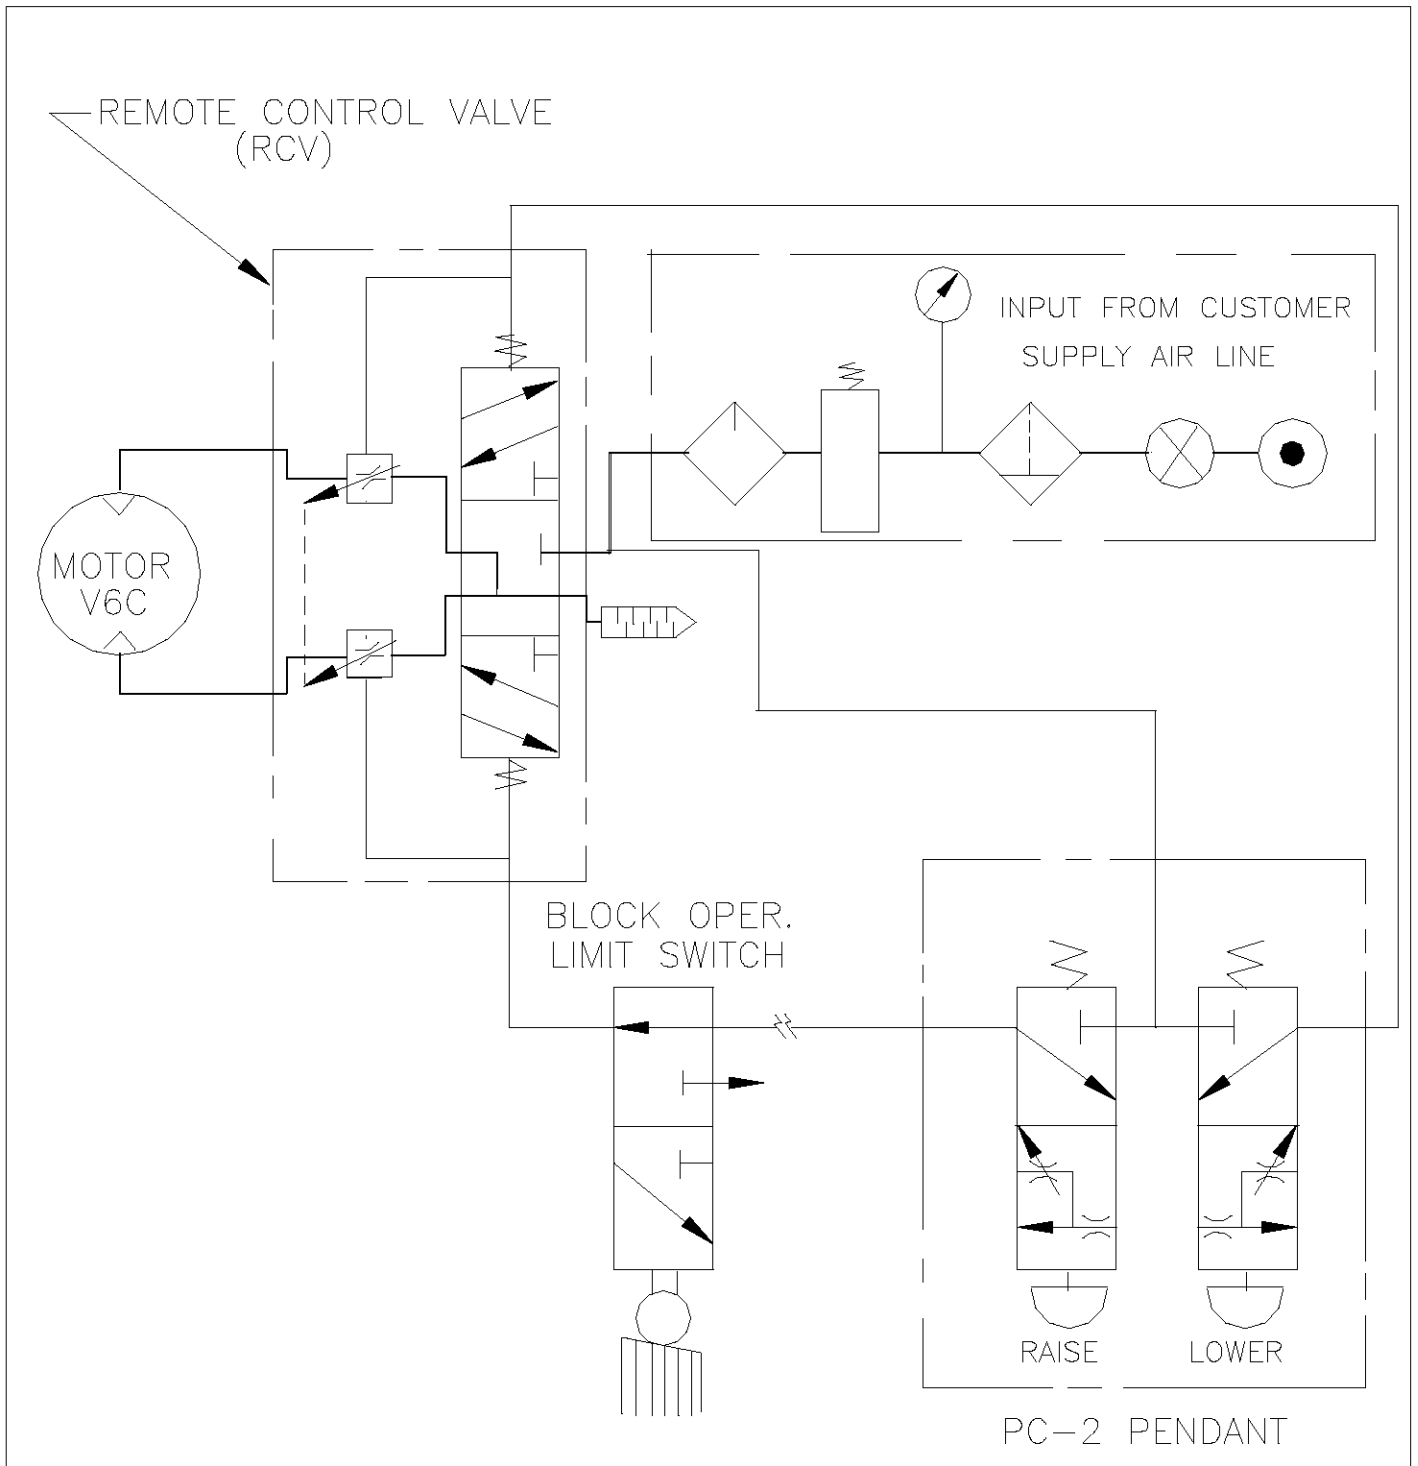 REMOTE CONTROL VALVE
(RCV)
INPUT FROM CUSTOMER
SUPPLY AIR LINE
MOTOR
V6C
BLOCK OPER.
LIMIT SWITCH
RAISE
LOWER
PC-2 PENDANT